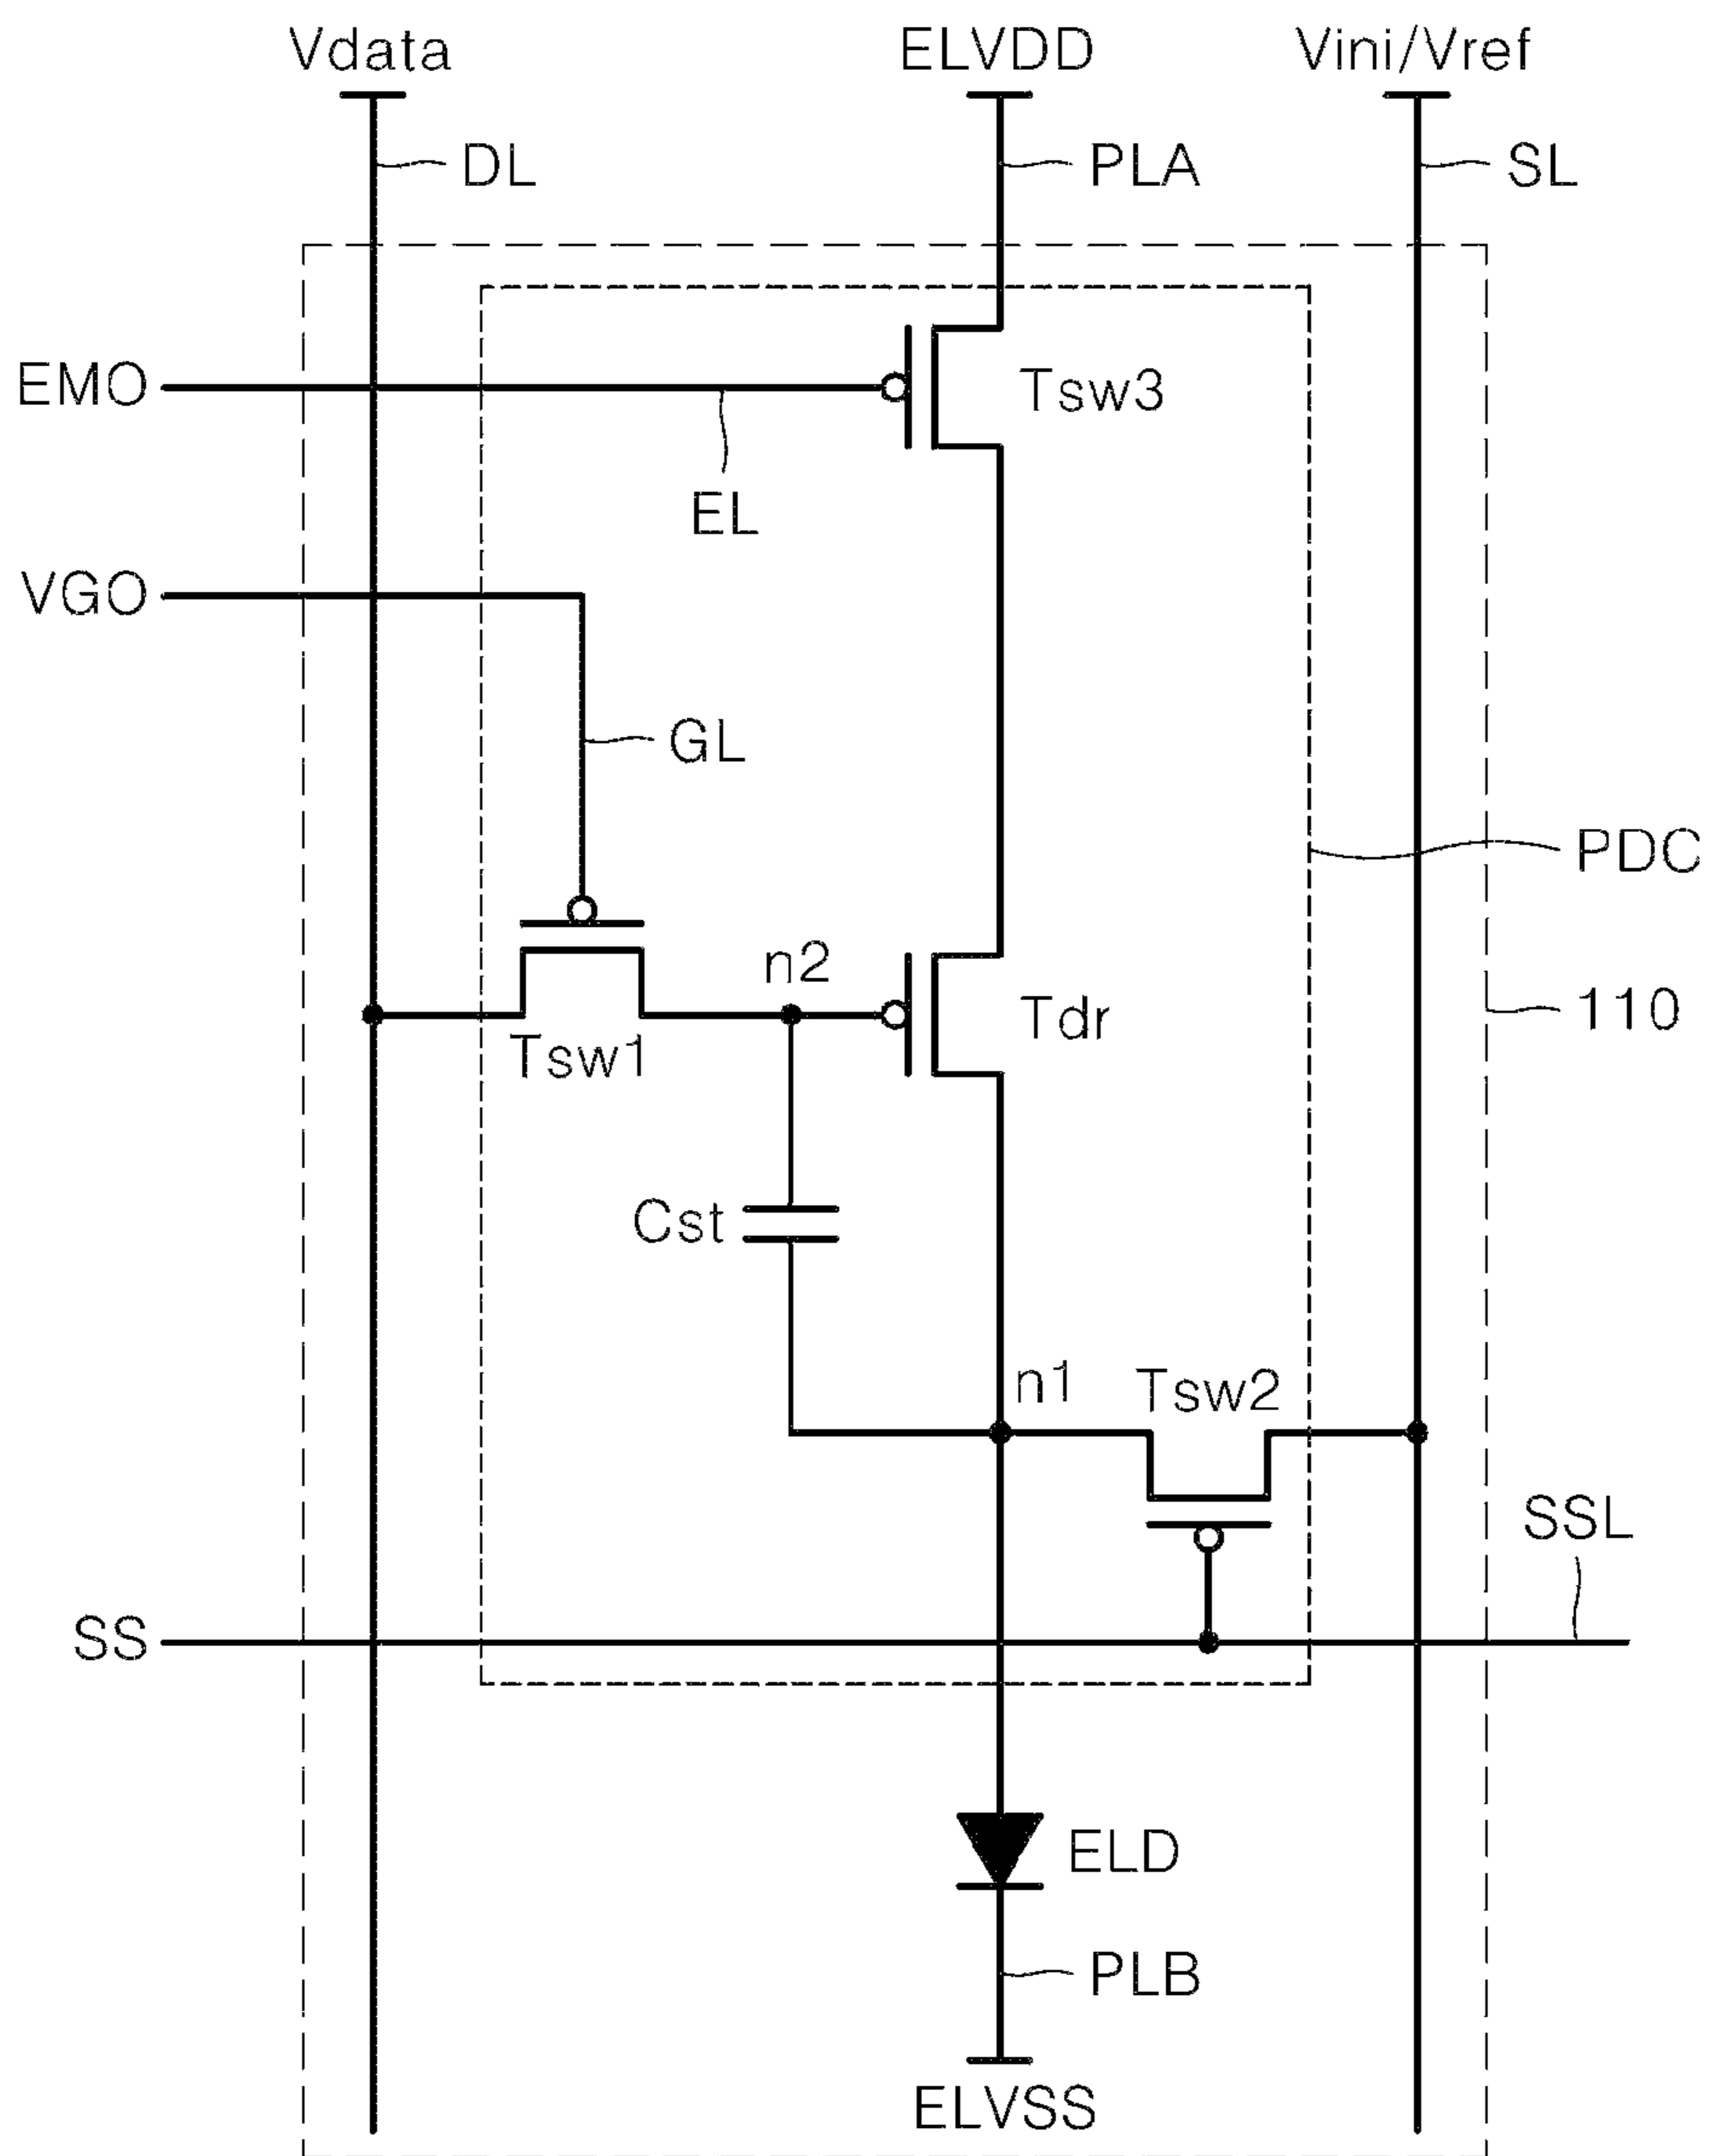 Vdata
ELVDD
Vini/Vref
DL
PLA
SL
EMO
Tsw3
EL
VGO
GL
PDC
n2
Tdr
110
Tsw1
Cst
n1
Tsw2
SSL
SS
ELD
PLB
ELVSS